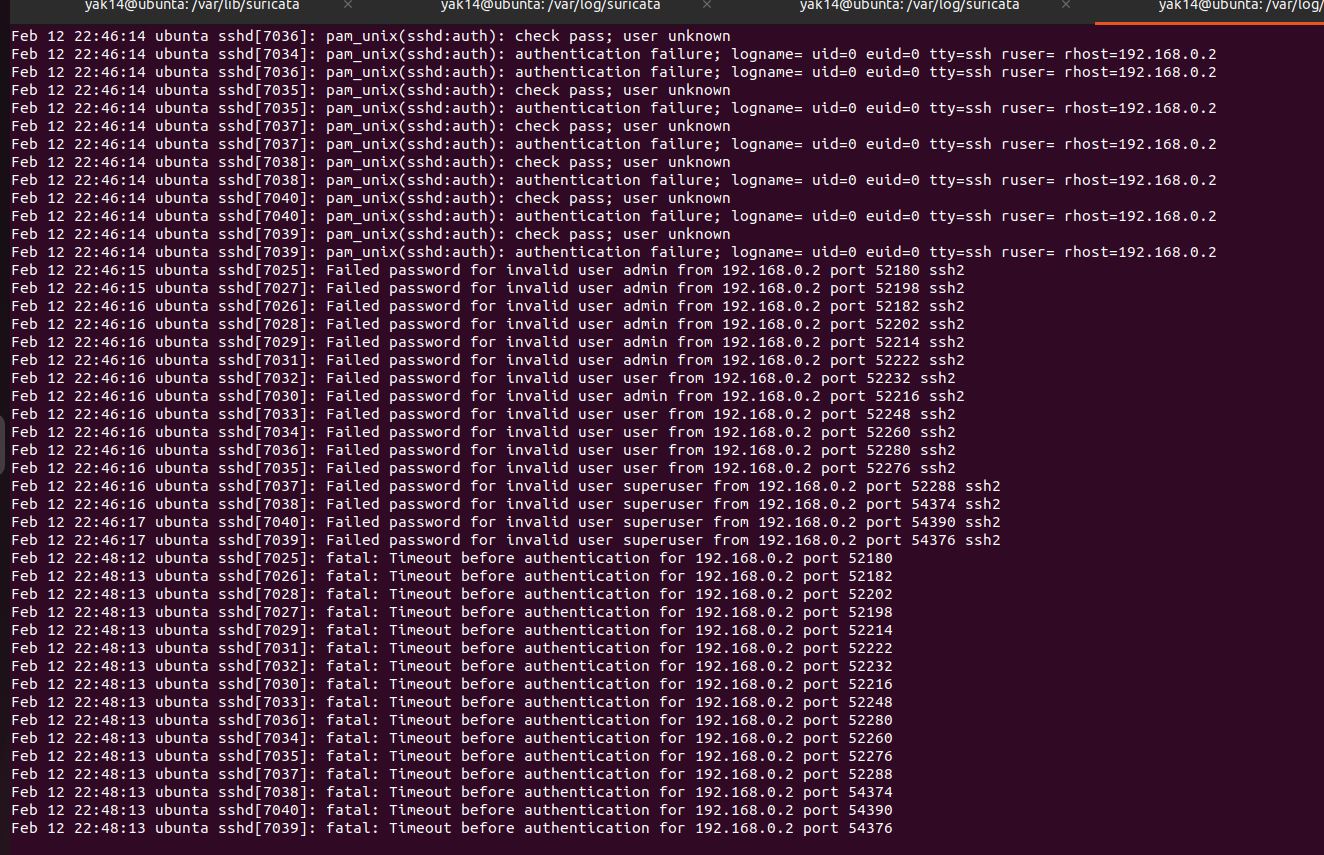 yak14@ubunta: /var/lib/suricata × yak14@ubunta: /var/log/suricata × yak14@ubunta: /var/log/suricata × yak14@ubunta: /var/log/
Feb 12 22:46:14 ubunta sshd[7036]: pam_unix(sshd:auth): check pass; user unknown
Feb 12 22:46:14 ubunta sshd[7034]: pam_unix(sshd:auth): authentication failure; logname= uid=0 euid=0 tty=ssh ruser= rhost=192.168.0.2
Feb 12 22:46:14 ubunta sshd[7036]: pam_unix(sshd:auth): authentication failure; logname= uid=0 euid=0 tty=ssh ruser= rhost=192.168.0.2
Feb 12 22:46:14 ubunta sshd[7035]: pam_unix(sshd:auth): check pass; user unknown
Feb 12 22:46:14 ubunta sshd[7035]: pam_unix(sshd:auth): authentication failure; logname= uid=0 euid=0 tty=ssh ruser= rhost=192.168.0.2
Feb 12 22:46:14 ubunta sshd[7037]: pam_unix(sshd:auth): check pass; user unknown
Feb 12 22:46:14 ubunta sshd[7037]: pam_unix(sshd:auth): authentication failure; logname= uid=0 euid=0 tty=ssh ruser= rhost=192.168.0.2
Feb 12 22:46:14 ubunta sshd[7038]: pam_unix(sshd:auth): check pass; user unknown
Feb 12 22:46:14 ubunta sshd[7038]: pam_unix(sshd:auth): authentication failure; logname= uid=0 euid=0 tty=ssh ruser= rhost=192.168.0.2
Feb 12 22:46:14 ubunta sshd[7040]: pam_unix(sshd:auth): check pass; user unknown
Feb 12 22:46:14 ubunta sshd[7040]: pam_unix(sshd:auth): authentication failure; logname= uid=0 euid=0 tty=ssh ruser= rhost=192.168.0.2
Feb 12 22:46:14 ubunta sshd[7039]: pam_unix(sshd:auth): check pass; user unknown
Feb 12 22:46:14 ubunta sshd[7039]: pam_unix(sshd:auth): authentication failure; logname= uid=0 euid=0 tty=ssh ruser= rhost=192.168.0.2
Feb 12 22:46:15 ubunta sshd[7025]: Failed password for invalid user admin from 192.168.0.2 port 52180 ssh2
Feb 12 22:46:15 ubunta sshd[7027]: Failed password for invalid user admin from 192.168.0.2 port 52198 ssh2
Feb 12 22:46:16 ubunta sshd[7026]: Failed password for invalid user admin from 192.168.0.2 port 52182 ssh2
Feb 12 22:46:16 ubunta sshd[7028]: Failed password for invalid user admin from 192.168.0.2 port 52202 ssh2
Feb 12 22:46:16 ubunta sshd[7029]: Failed password for invalid user admin from 192.168.0.2 port 52214 ssh2
Feb 12 22:46:16 ubunta sshd[7031]: Failed password for invalid user admin from 192.168.0.2 port 52222 ssh2
Feb 12 22:46:16 ubunta sshd[7032]: Failed password for invalid user user from 192.168.0.2 port 52232 ssh2
Feb 12 22:46:16 ubunta sshd[7030]: Failed password for invalid user admin from 192.168.0.2 port 52216 ssh2
Feb 12 22:46:16 ubunta sshd[7033]: Failed password for invalid user user from 192.168.0.2 port 52248 ssh2
Feb 12 22:46:16 ubunta sshd[7034]: Failed password for invalid user user from 192.168.0.2 port 52260 ssh2
Feb 12 22:46:16 ubunta sshd[7036]: Failed password for invalid user user from 192.168.0.2 port 52280 ssh2
Feb 12 22:46:16 ubunta sshd[7035]: Failed password for invalid user user from 192.168.0.2 port 52276 ssh2
Feb 12 22:46:16 ubunta sshd[7037]: Failed password for invalid user superuser from 192.168.0.2 port 52288 ssh2
Feb 12 22:46:16 ubunta sshd[7038]: Failed password for invalid user superuser from 192.168.0.2 port 54374 ssh2
Feb 12 22:46:17 ubunta sshd[7040]: Failed password for invalid user superuser from 192.168.0.2 port 54390 ssh2
Feb 12 22:46:17 ubunta sshd[7039]: Failed password for invalid user superuser from 192.168.0.2 port 54376 ssh2
Feb 12 22:48:12 ubunta sshd[7025]: fatal: Timeout before authentication for 192.168.0.2 port 52180
Feb 12 22:48:13 ubunta sshd[7026]: fatal: Timeout before authentication for 192.168.0.2 port 52182
Feb 12 22:48:13 ubunta sshd[7028]: fatal: Timeout before authentication for 192.168.0.2 port 52202
Feb 12 22:48:13 ubunta sshd[7027]: fatal: Timeout before authentication for 192.168.0.2 port 52198
Feb 12 22:48:13 ubunta sshd[7029]: fatal: Timeout before authentication for 192.168.0.2 port 52214
Feb 12 22:48:13 ubunta sshd[7031]: fatal: Timeout before authentication for 192.168.0.2 port 52222
Feb 12 22:48:13 ubunta sshd[7032]: fatal: Timeout before authentication for 192.168.0.2 port 52232
Feb 12 22:48:13 ubunta sshd[7030]: fatal: Timeout before authentication for 192.168.0.2 port 52216
Feb 12 22:48:13 ubunta sshd[7033]: fatal: Timeout before authentication for 192.168.0.2 port 52248
Feb 12 22:48:13 ubunta sshd[7036]: fatal: Timeout before authentication for 192.168.0.2 port 52280
Feb 12 22:48:13 ubunta sshd[7034]: fatal: Timeout before authentication for 192.168.0.2 port 52260
Feb 12 22:48:13 ubunta sshd[7035]: fatal: Timeout before authentication for 192.168.0.2 port 52276
Feb 12 22:48:13 ubunta sshd[7037]: fatal: Timeout before authentication for 192.168.0.2 port 52288
Feb 12 22:48:13 ubunta sshd[7038]: fatal: Timeout before authentication for 192.168.0.2 port 54374
Feb 12 22:48:13 ubunta sshd[7040]: fatal: Timeout before authentication for 192.168.0.2 port 54390
Feb 12 22:48:13 ubunta sshd[7039]: fatal: Timeout before authentication for 192.168.0.2 port 54376